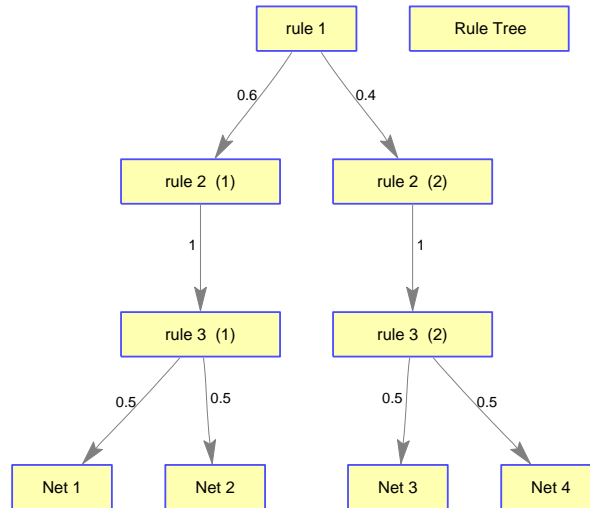 rule 1
Rule Tree
0.6
0.4
rule 2  (1)
rule 2  (2)
1
1
rule 3  (1)
rule 3  (2)
0.5
0.5
0.5
0.5
Net 1
Net 2
Net 3
Net 4